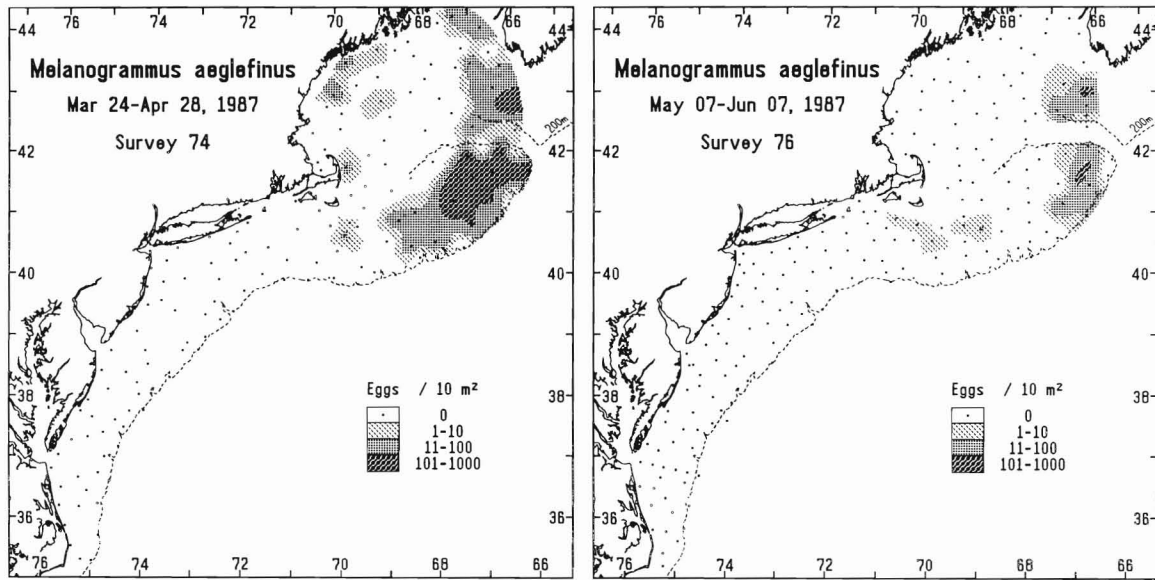 76 74 72 70 68 66
44 44
Melanogrammus aeglefinus
Mar 24-Apr 28, 1987
Survey 74
200m
42 42
40 40
38 38
36 36
Eggs / 10 m²
0
1-10
11-100
101-1000
76 74 72 70 68 66
76 74 72 70 68 66
44 44
Melanogrammus aeglefinus
May 07-Jun 07, 1987
Survey 76
200m
42 42
40 40
38 38
36 36
Eggs / 10 m²
0
1-10
11-100
101-1000
76 74 72 70 68 66